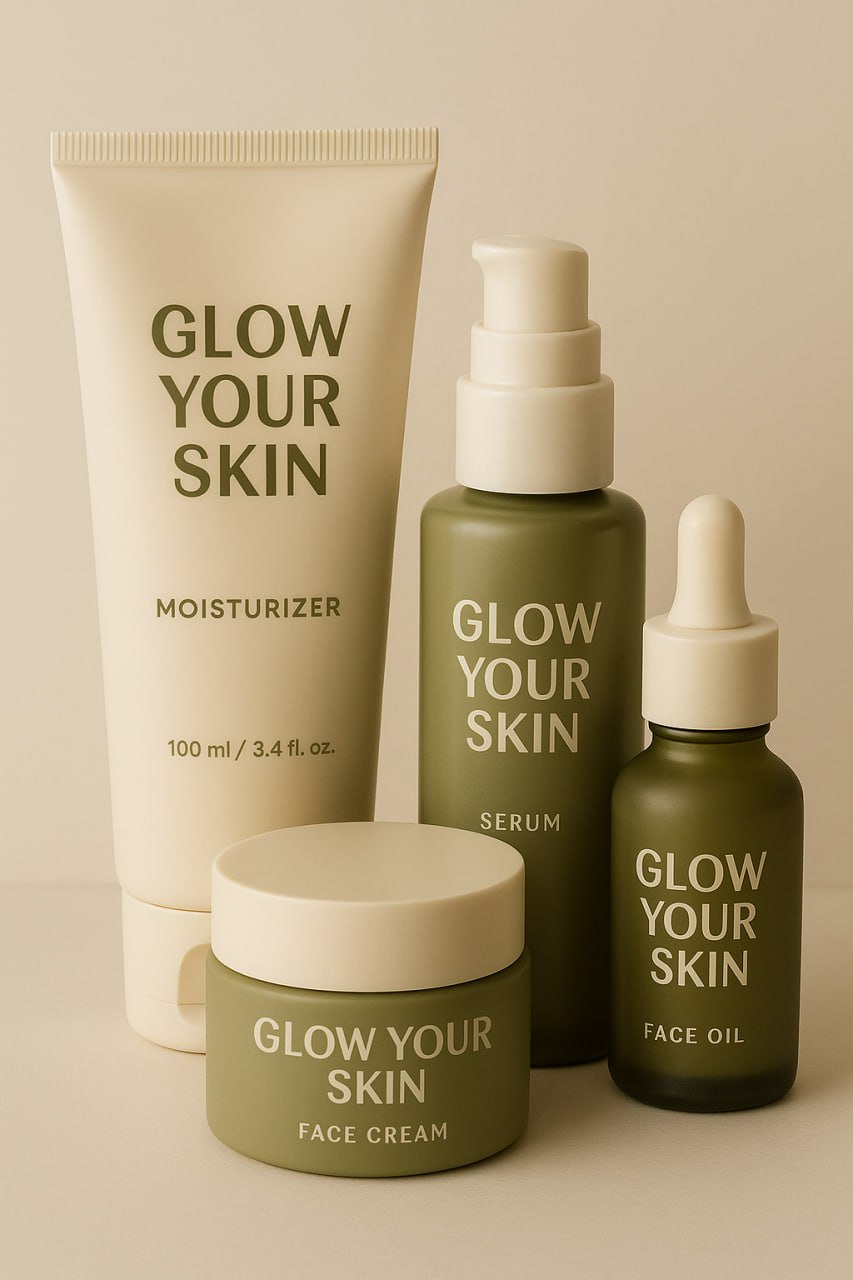 GLOW
YOUR
SKIN
MOISTURIZER
100 ml / 3.4 fl. oz.
GLOW
YOUR
SKIN
SERUM
GLOW
YOUR
SKIN
FACE OIL
GLOW YOUR
SKIN
FACE CREAM